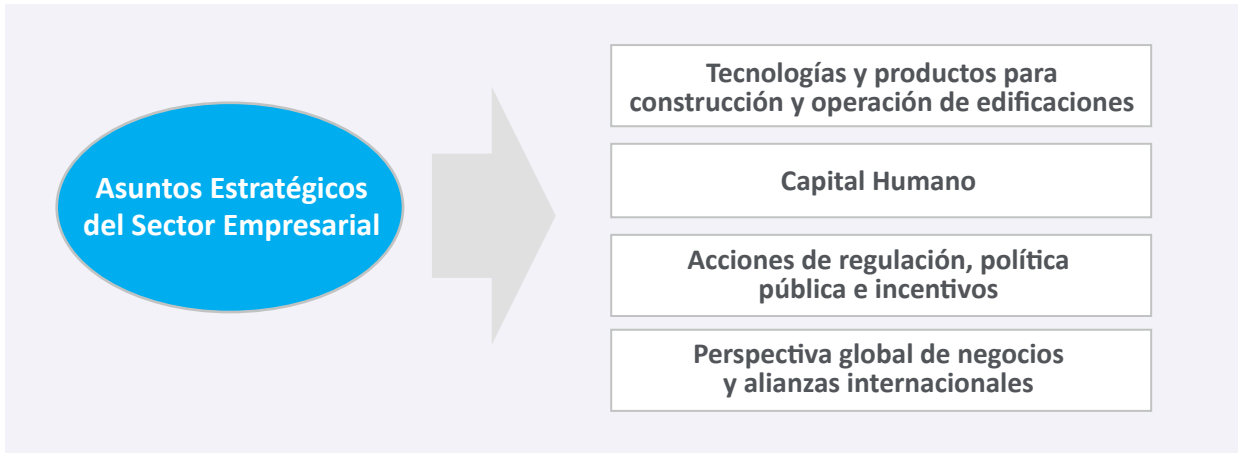 Asuntos Estratégicos
del Sector Empresarial
Tecnologías y productos para
construcción y operación de edificaciones
Capital Humano
Acciones de regulación, política
pública e incentivos
Perspectiva global de negocios
y alianzas internacionales